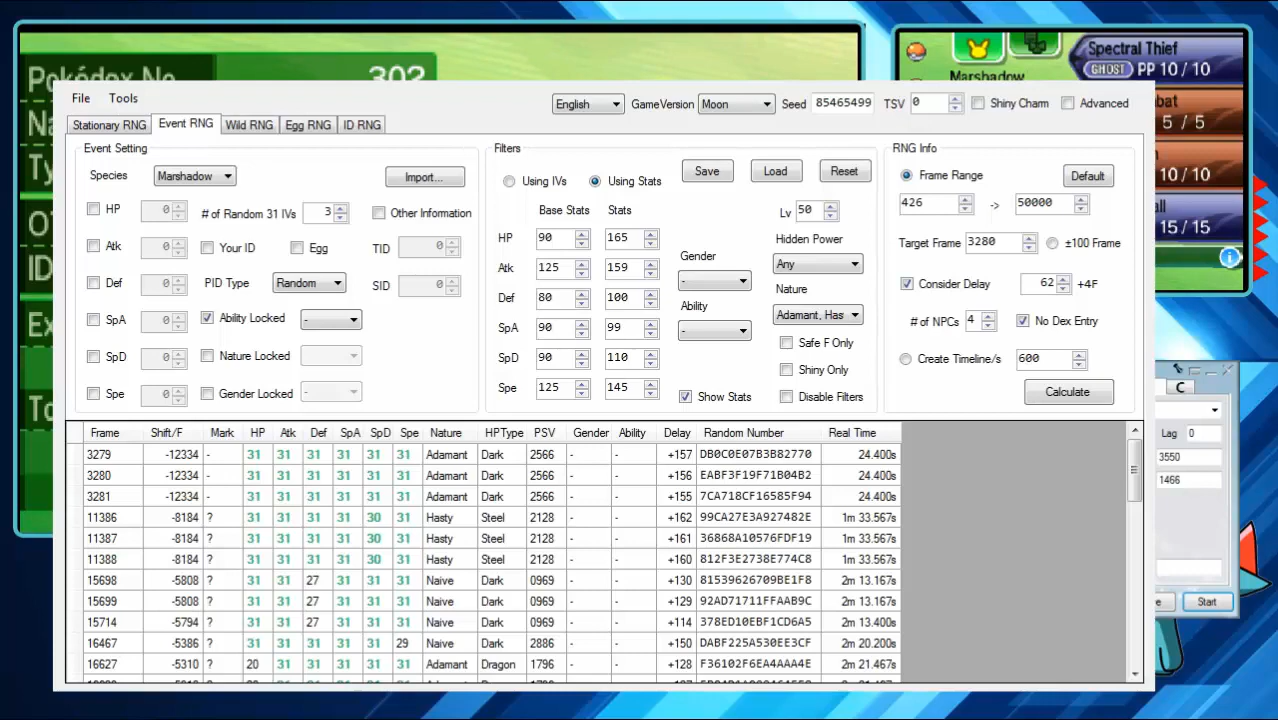 Pokédex No.
302
Spectral Thief
GHOST PP 10 / 10
Marshadow
5 / 5
10 / 10
15 / 15
File Tools
English GameVersion Moon Seed 85465499 TSV 0 Shiny Charm Advanced
Stationary RNG Event RNG Wild RNG Egg RNG ID RNG
Event Setting
Species Marshadow Import...
HP 0 # of Random 31 IVs 3 Other Information
Atk 0 Your ID Egg TID 0
Def 0 PID Type Random SID 0
SpA 0 Ability Locked -
SpD 0 Nature Locked
Spe 0 Gender Locked -
Filters
Using IVs Using Stats Save Load Reset
Base Stats Stats Lv 50
HP 90 165
Atk 125 159
Def 80 100
SpA 90 99
SpD 90 110
Spe 125 145
Gender
-
Ability
-
Show Stats
Hidden Power
Any
Nature
Adamant, Has
Safe F Only
Shiny Only
Disable Filters
RNG Info
Frame Range Default
426 -> 50000
Target Frame 3280 ±100 Frame
Consider Delay 62 +4F
# of NPCs 4 No Dex Entry
Create Timeline/s 600
Calculate
Frame Shift/F Mark HP Atk Def SpA SpD Spe Nature HPType PSV Gender Ability Delay Random Number Real Time
3279 -12334 - 31 31 31 31 31 31 Adamant Dark 2566 - - +157 DB0C0E07B3B82770 24.400s
3280 -12334 - 31 31 31 31 31 31 Adamant Dark 2566 - - +156 EABF3F19F71B04B2 24.400s
3281 -12334 - 31 31 31 31 31 31 Adamant Dark 2566 - - +155 7CA718CF16585F94 24.400s
11386 -8184 ? 31 31 31 31 30 31 Hasty Steel 2128 - - +162 99CA27E3A927482E 1m 33.567s
11387 -8184 ? 31 31 31 31 30 31 Hasty Steel 2128 - - +161 36868A10576FDF19 1m 33.567s
11388 -8184 ? 31 31 31 31 30 31 Hasty Steel 2128 - - +160 812F3E2738E774C8 1m 33.567s
15698 -5808 ? 31 31 27 31 31 31 Naive Dark 0969 - - +130 81539626709BE1F8 2m 13.167s
15699 -5808 ? 31 31 27 31 31 31 Naive Dark 0969 - - +129 92AD71711FFAAB9C 2m 13.167s
15714 -5794 ? 31 31 27 31 31 31 Naive Dark 0969 - - +114 378ED10EBF1CD6A5 2m 13.400s
16467 -5386 ? 31 31 31 31 31 29 Naive Dark 2886 - - +150 DABF225A530EE3CF 2m 20.200s
16627 -5310 ? 20 31 31 31 31 31 Adamant Dragon 1796 - - +128 F36102F6EA4AAA4E 2m 21.467s
C
Lag 0
3550
1466
Start